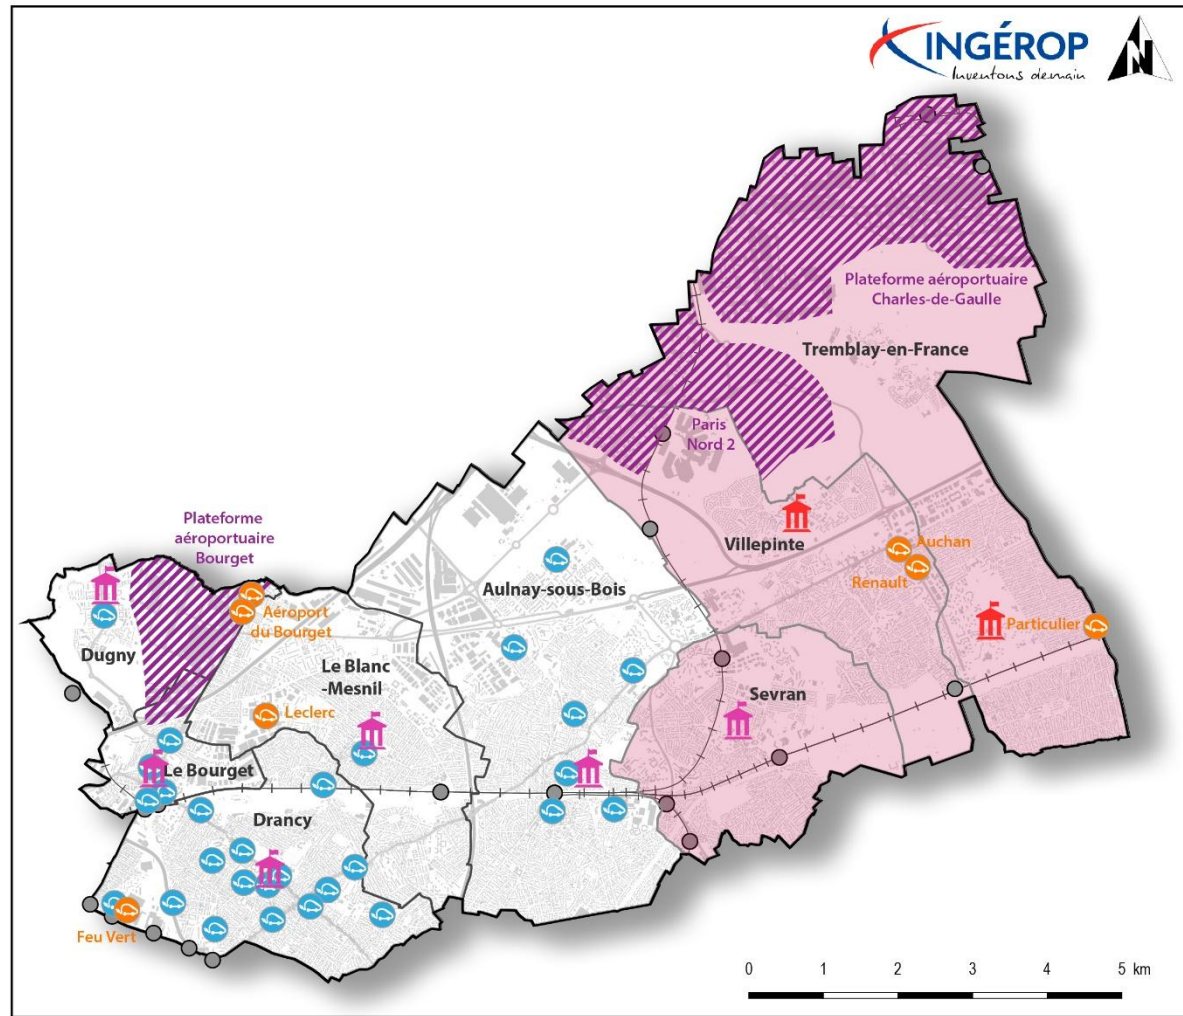 INGÉROP
Inventons demain
N
Plateforme aéroportuaire
Charles-de-Gaulle
Tremblay-en-France
Paris
Nord 2
Plateforme
aéroportuaire
Bourget
Villepinte
Auchan
Renault
Aulnay-sous-Bois
Aéroport
du Bourget
Particulier
Dugny
Le Blanc
-Mesnil
Sevran
Leclerc
Le Bourget
Drancy
Feu Vert
0 1 2 3 4 5 km